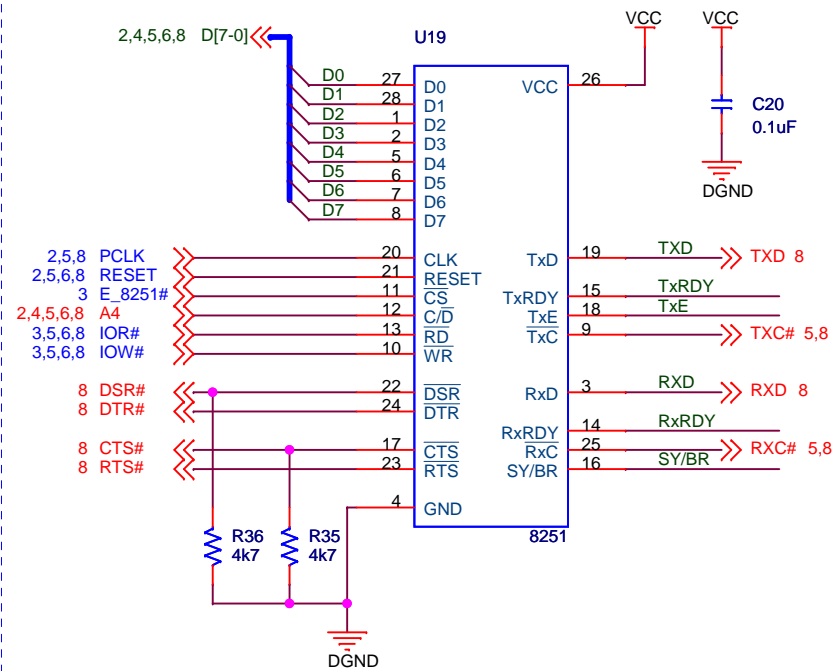 VCC VCC
2,4,5,6,8 D[7-0] U19
D0 27 D0 VCC 26
D1 28 D1 C20
D2 1 D2 0.1uF
D3 2 D3
D4 5 D4
D5 6 D5
D6 7 D6 DGND
D7 8 D7
2,5,8 PCLK 20 CLK TxD 19 TXD TXD 8
2,5,6,8 RESET 21 RESET
3 E_8251# 11 CS TxRDY 15 TxRDY
2,4,5,6,8 A4 12 C/D TxE 18 TxE
3,5,6,8 IOR# 13 RD TxC 9 TXC# 5,8
3,5,6,8 IOW# 10 WR
8 DSR# 22 DSR RxD 3 RXD RXD 8
8 DTR# 24 DTR
RxRDY 14 RxRDY
8 CTS# 17 CTS RxC 25 RXC# 5,8
8 RTS# 23 RTS SY/BR 16 SY/BR
4 GND
R36 R35 8251
4k7 4k7
DGND